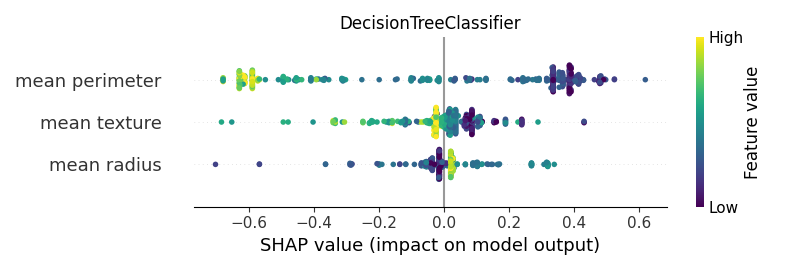 DecisionTreeClassifier
High
mean perimeter
mean texture
mean radius
Feature value
Low
−0.6 −0.4 −0.2 0.0 0.2 0.4 0.6
SHAP value (impact on model output)